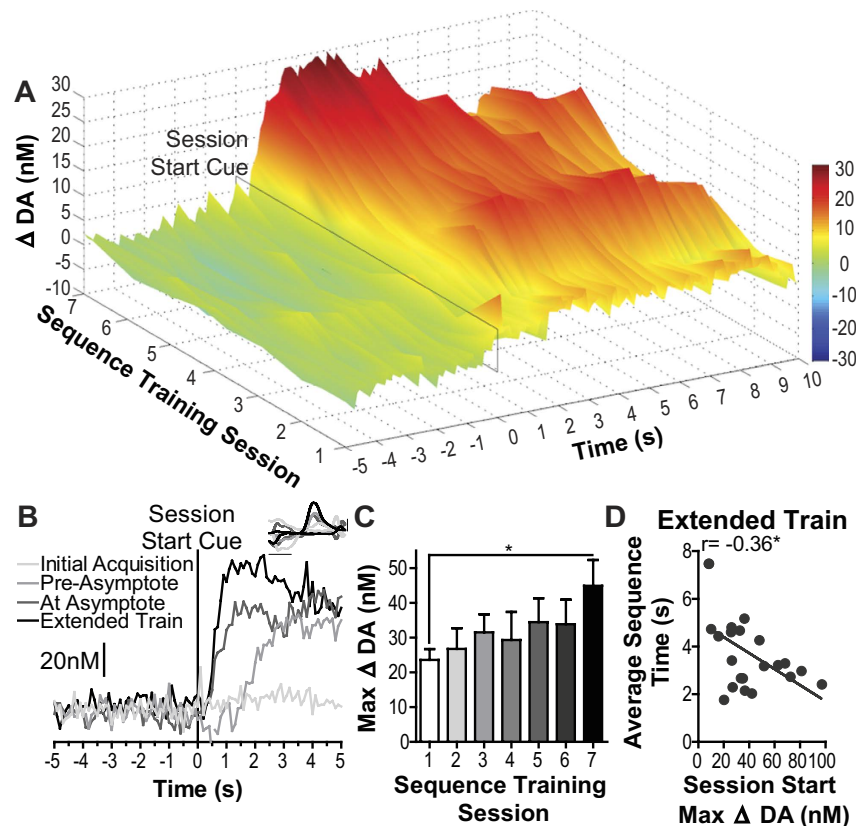 A
Session
Start Cue
Δ DA (nM)
30
25
20
15
10
5
0
-5
-10
7
6
5
4
3
2
1
Sequence Training Session
-5 -4 -3 -2 -1 0 1 2 3 4 5 6 7 8 9 10
Time (s)
30
20
10
0
-10
-20
-30
B
Session
Start Cue
Initial Acquisition
Pre-Asymptote
At Asymptote
Extended Train
20nM
-5 -4 -3 -2 -1 0 1 2 3 4 5
Time (s)
C
*
Max Δ DA (nM)
50
40
30
20
10
0
1 2 3 4 5 6 7
Sequence Training
Session
D
Extended Train
r= -0.36*
Average Sequence
Time (s)
8
6
4
2
0
0 20 40 60 80 100
Session Start
Max Δ DA (nM)